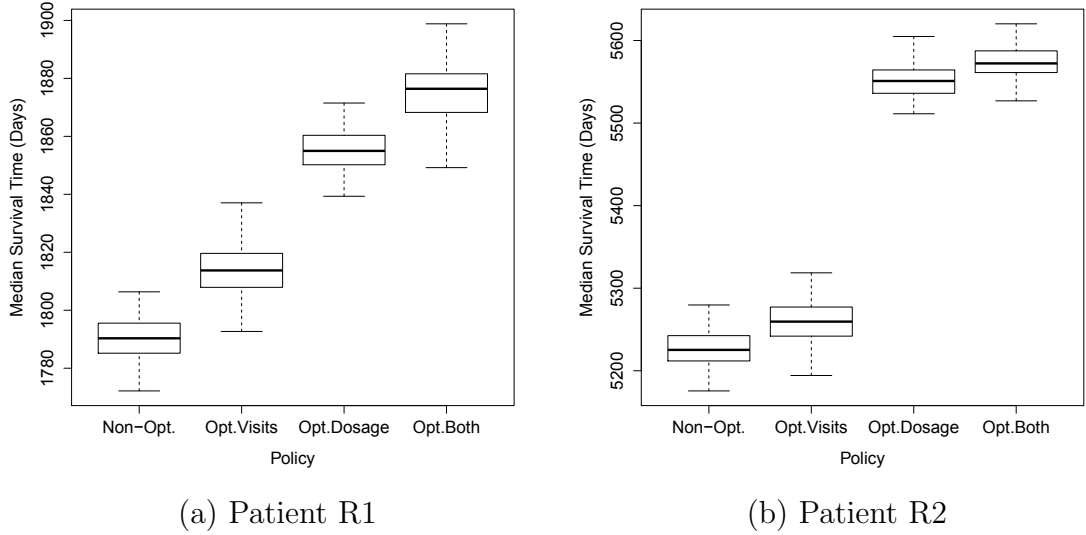 Median Survival Time (Days)
1900
1880
1860
1840
1820
1800
1780
Non−Opt. Opt.Visits Opt.Dosage Opt.Both
Policy
(a) Patient R1
Median Survival Time (Days)
5600
5500
5400
5300
5200
Non−Opt. Opt.Visits Opt.Dosage Opt.Both
Policy
(b) Patient R2